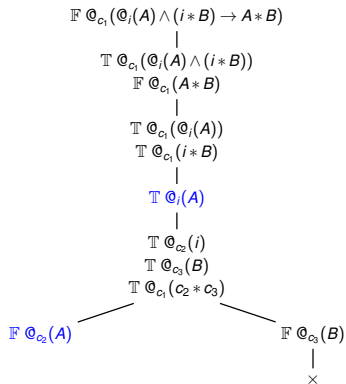 𝔽 @c₁(@ᵢ(A) ∧ (i ∗ B) → A ∗ B)
𝕋 @c₁(@ᵢ(A) ∧ (i ∗ B))
𝔽 @c₁(A ∗ B)
𝕋 @c₁(@ᵢ(A))
𝕋 @c₁(i ∗ B)
𝕋 @ᵢ(A)
𝕋 @c₂(i)
𝕋 @c₃(B)
𝕋 @c₁(c₂ ∗ c₃)
𝔽 @c₂(A) 𝔽 @c₃(B)
×